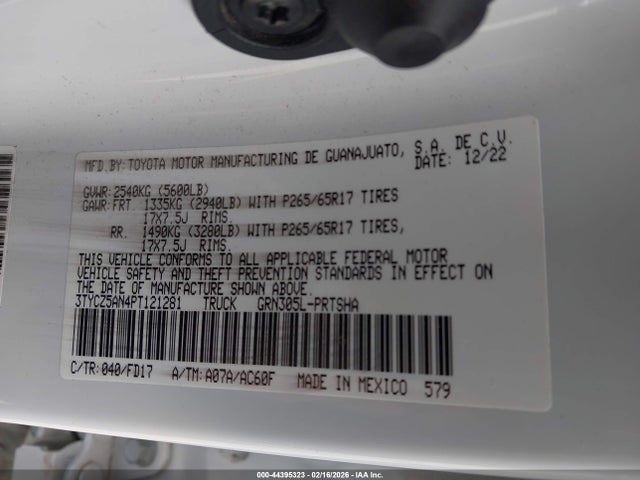 MFD.BY:TOYOTA MOTOR MANUFACTURING DE GUANAJUATO, S.A. DE C.V.
DATE: 12/22
GVWR:2540KG (5600LB)
GAWR:FRT 1335KG (2940LB) WITH P265/65R17 TIRES
17X7.5J RIMS.
RR. 1490KG (3280LB) WITH P265/65R17 TIRES,
17X7.5J RIMS.
THIS VEHICLE CONFORMS TO ALL APPLICABLE FEDERAL MOTOR
VEHICLE SAFETY AND THEFT PREVENTION STANDARDS IN EFFECT ON
THE DATE OF MANUFACTURE SHOWN ABOVE.
3TYCZ5AN4PT121281 TRUCK GRN305L-PRTSHA
C/TR:040/FD17 A/TM:A07A/AC60F MADE IN MEXICO 579
000-44395323 - 02/16/2026 - IAA Inc.